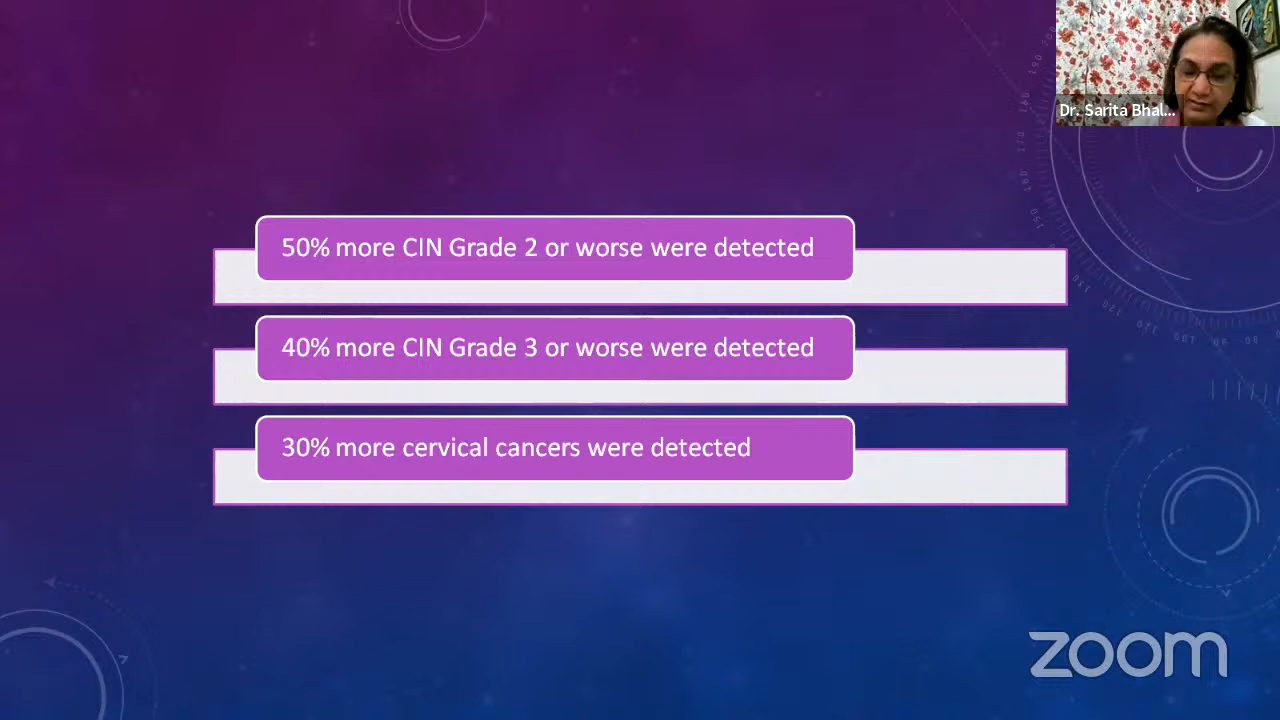 Dr. Sarita Bhal...
50% more CIN Grade 2 or worse were detected
40% more CIN Grade 3 or worse were detected
30% more cervical cancers were detected
zoom